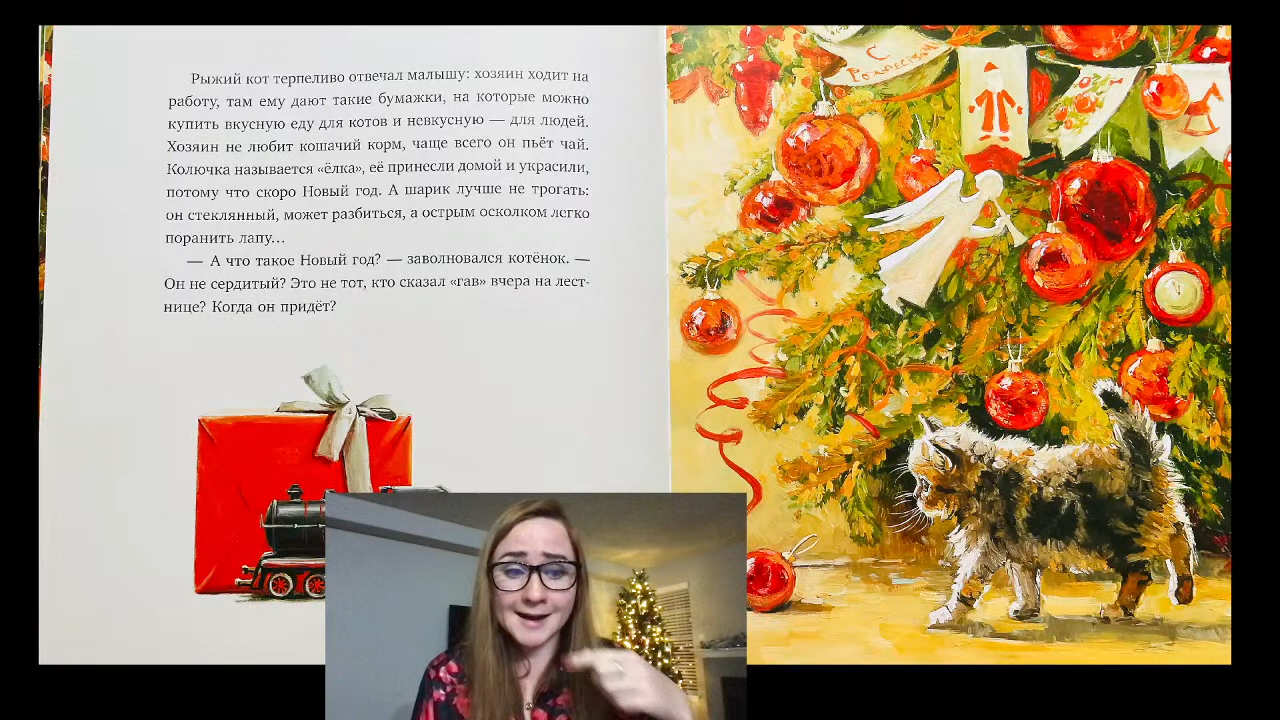 Рыжий кот терпеливо отвечал малышу: хозяин ходит на
работу, там ему дают такие бумажки, на которые можно
купить вкусную еду для котов и невкусную — для людей.
Хозяин не любит кошачий корм, чаще всего он пьёт чай.
Колючка называется «ёлка», её принесли домой и украсили,
потому что скоро Новый год. А шарик лучше не трогать:
он стеклянный, может разбиться, а острым осколком легко
поранить лапу...
— А что такое Новый год? — заволновался котёнок. —
Он не сердитый? Это не тот, кто сказал «гав» вчера на лест-
нице? Когда он придёт?
С
Рождеством